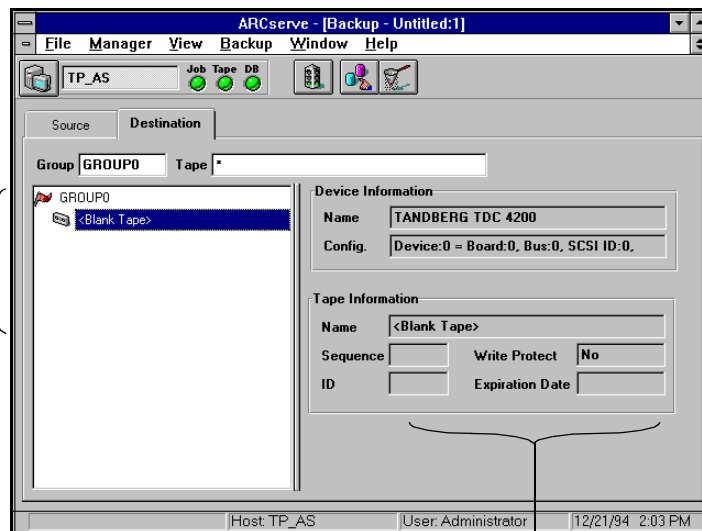 ARCserve - [Backup - Untitled:1]
File Manager View Backup Window Help
TP_AS Job Tape DB
Source Destination
Group GROUP0 Tape *
GROUP0
<Blank Tape>
Device Information
Name TANDBERG TDC 4200
Config. Device:0 = Board:0, Bus:0, SCSI ID:0,
Tape Information
Name <Blank Tape>
Sequence Write Protect No
ID Expiration Date
Host: TP_AS User: Administrator 12/21/94 2:03 PM